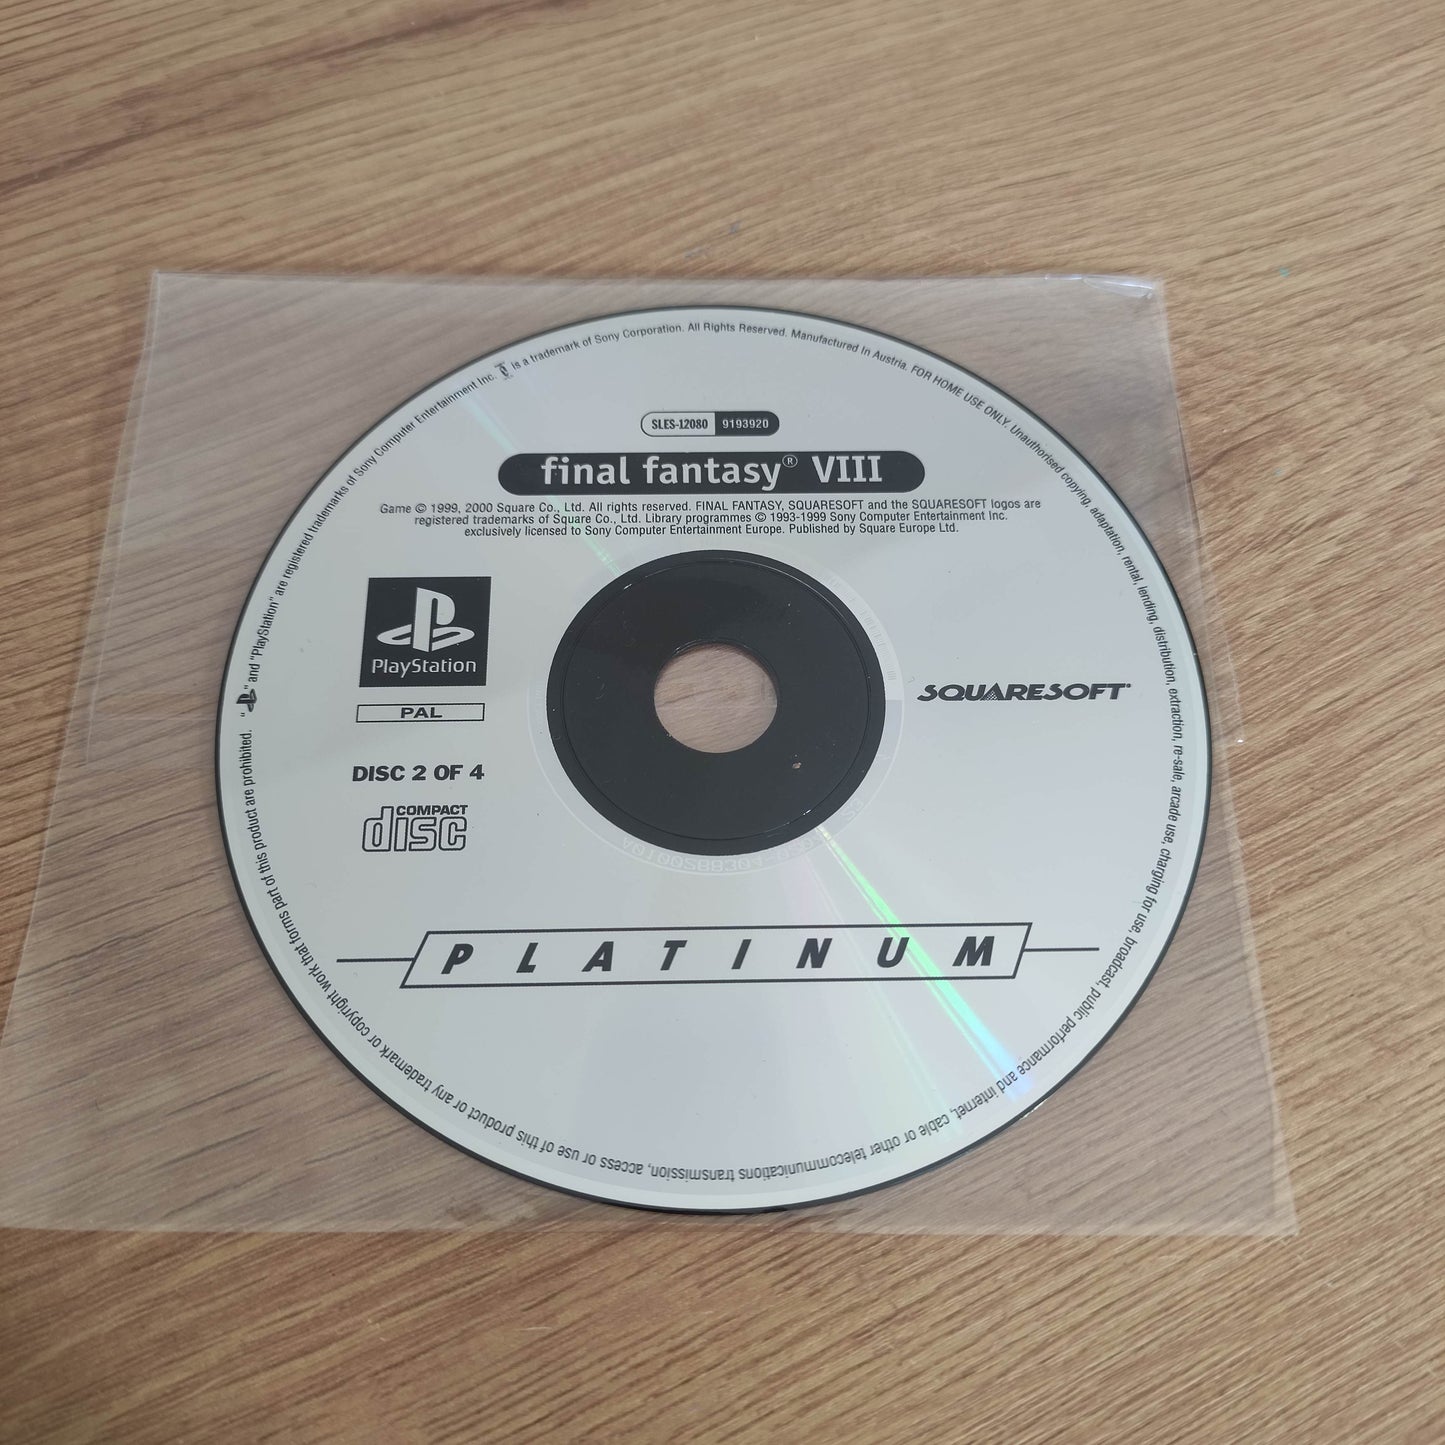 SLES-12080 9193920
final fantasy® VIII
Game © 1999, 2000 Square Co., Ltd. All rights reserved. FINAL FANTASY, SQUARESOFT and the SQUARESOFT logos are
registered trademarks of Square Co., Ltd. Library programmes © 1993-1999 Sony Computer Entertainment Inc.
exclusively licensed to Sony Computer Entertainment Europe. Published by Square Europe Ltd.
PlayStation
PAL
SQUARESOFT
DISC 2 OF 4
COMPACT
disc
PLATINUM
" " and "PlayStation" are registered trademarks of Sony Computer Entertainment Inc. is a trademark of Sony Corporation. All Rights Reserved. Manufactured In Austria. FOR HOME USE ONLY. Unauthorised copying, adaptation, rental, lending, distribution, extraction, re-sale, arcade use, charging for use, broadcast, public performance and internet, cable or other telecommunications transmission, access or use of this product or any trademark or copyright work that forms part of this product are prohibited.